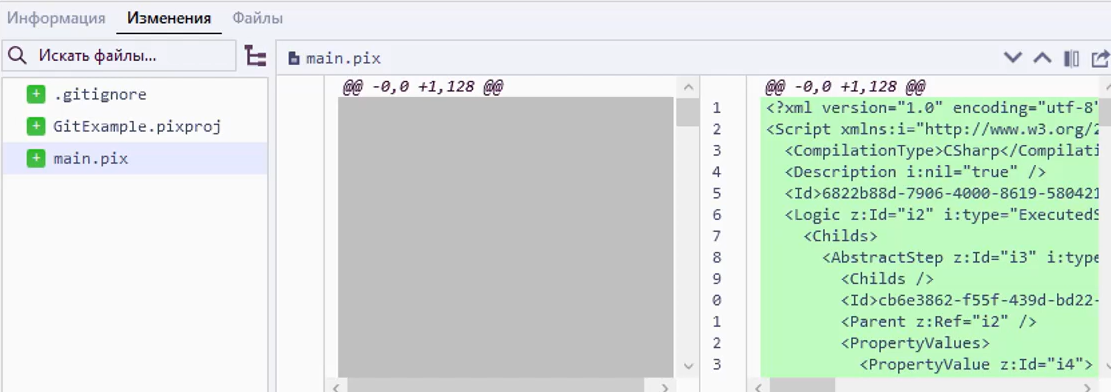 Информация Изменения Файлы
Искать файлы...
.gitignore
GitExample.pixproj
main.pix
main.pix
@@ -0,0 +1,128 @@
@@ -0,0 +1,128 @@
1 <?xml version="1.0" encoding="utf-8"
2 <Script xmlns:i="http://www.w3.org/2
3 <CompilationType>CSharp</Compilati
4 <Description i:nil="true" />
5 <Id>6822b88d-7906-4000-8619-580421
6 <Logic z:Id="i2" i:type="ExecutedS
7 <Childs>
8 <AbstractStep z:Id="i3" i:type
9 <Childs />
0 <Id>cb6e3862-f55f-439d-bd22-
1 <Parent z:Ref="i2" />
2 <PropertyValues>
3 <PropertyValue z:Id="i4">